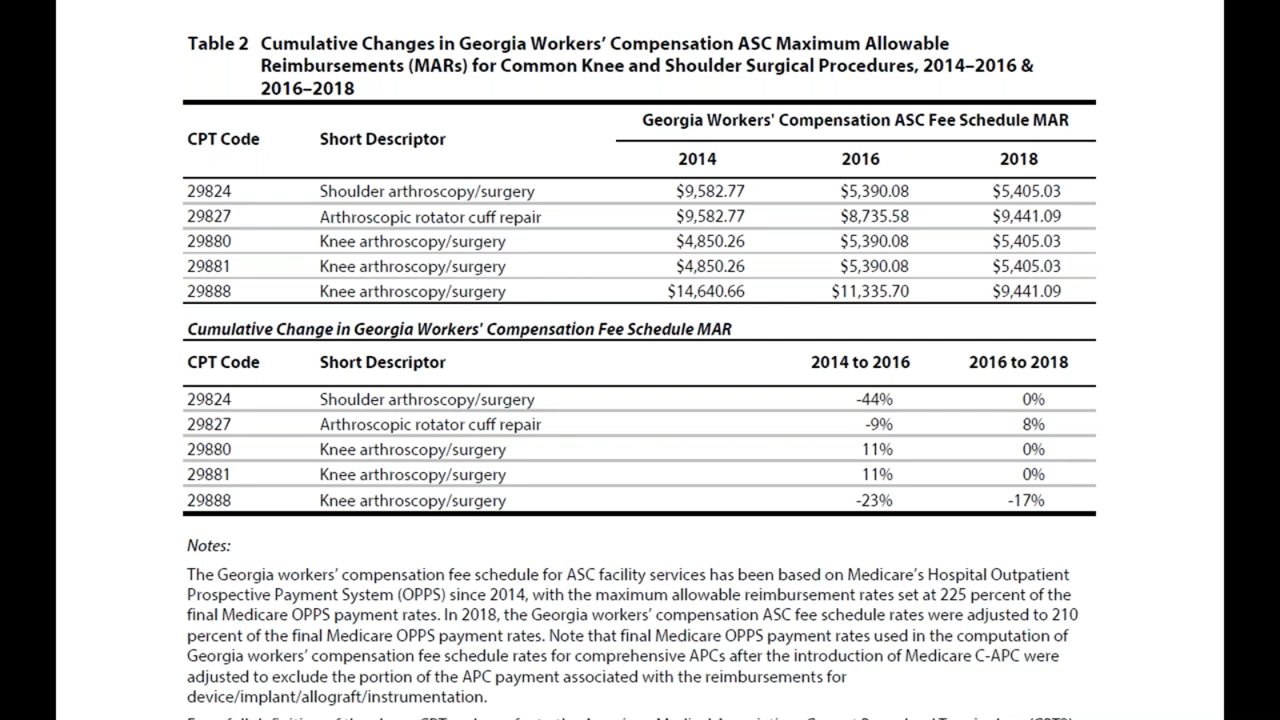 Table 2 Cumulative Changes in Georgia Workers’ Compensation ASC Maximum Allowable
Reimbursements (MARs) for Common Knee and Shoulder Surgical Procedures, 2014–2016 &
2016–2018
Georgia Workers' Compensation ASC Fee Schedule MAR
CPT Code Short Descriptor
2014 2016 2018
29824 Shoulder arthroscopy/surgery $9,582.77 $5,390.08 $5,405.03
29827 Arthroscopic rotator cuff repair $9,582.77 $8,735.58 $9,441.09
29880 Knee arthroscopy/surgery $4,850.26 $5,390.08 $5,405.03
29881 Knee arthroscopy/surgery $4,850.26 $5,390.08 $5,405.03
29888 Knee arthroscopy/surgery $14,640.66 $11,335.70 $9,441.09
Cumulative Change in Georgia Workers' Compensation Fee Schedule MAR
CPT Code Short Descriptor 2014 to 2016 2016 to 2018
29824 Shoulder arthroscopy/surgery -44% 0%
29827 Arthroscopic rotator cuff repair -9% 8%
29880 Knee arthroscopy/surgery 11% 0%
29881 Knee arthroscopy/surgery 11% 0%
29888 Knee arthroscopy/surgery -23% -17%
Notes:
The Georgia workers’ compensation fee schedule for ASC facility services has been based on Medicare’s Hospital Outpatient
Prospective Payment System (OPPS) since 2014, with the maximum allowable reimbursement rates set at 225 percent of the
final Medicare OPPS payment rates. In 2018, the Georgia workers’ compensation ASC fee schedule rates were adjusted to 210
percent of the final Medicare OPPS payment rates. Note that final Medicare OPPS payment rates used in the computation of
Georgia workers’ compensation fee schedule rates for comprehensive APCs after the introduction of Medicare C-APC were
adjusted to exclude the portion of the APC payment associated with the reimbursements for
device/implant/allograft/instrumentation.